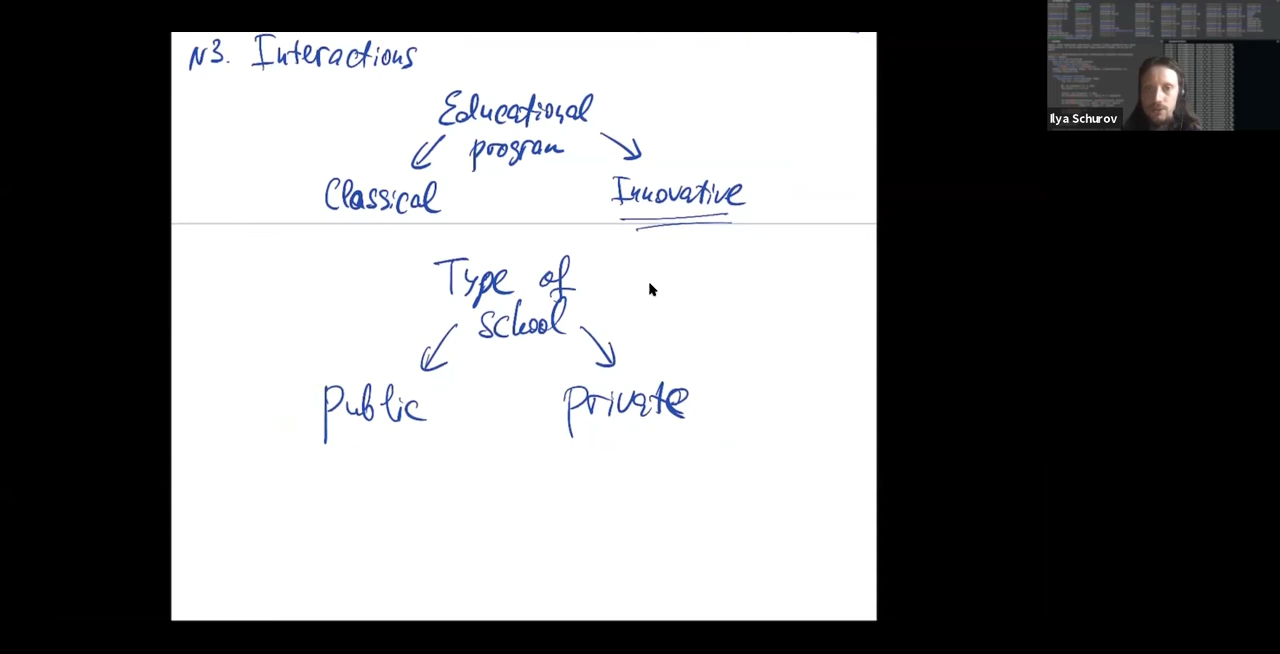 N3. Interactions
Educational
program
Classical
Innovative
Type of
school
Public
Private
Ilya Schurov